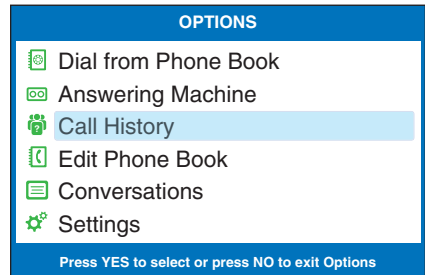 OPTIONS
Dial from Phone Book
Answering Machine
Call History
Edit Phone Book
Conversations
Settings
Press YES to select or press NO to exit Options